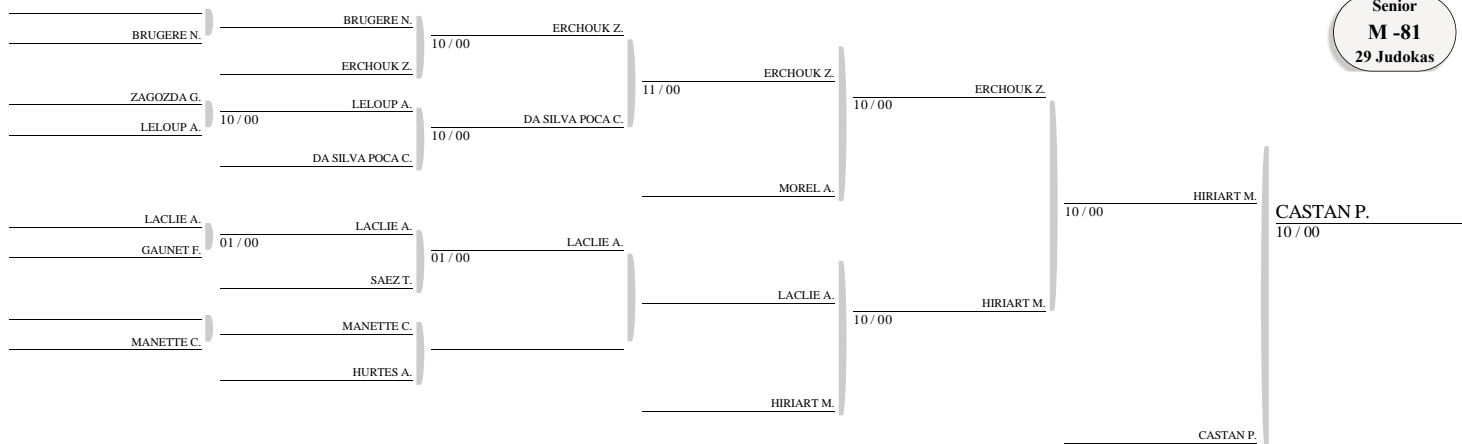 Senior
M -81
29 Judokas
BRUGERE N.
ZAGOZDA G.
LELOUP A.
LACLIE A.
GAUNET F.
MANETTE C.
BRUGERE N.
ERCHOUK Z.
LELOUP A.
10 / 00
DA SILVA POCA C.
LACLIE A.
01 / 00
SAEZ T.
MANETTE C.
HURTES A.
ERCHOUK Z.
10 / 00
DA SILVA POCA C.
10 / 00
LACLIE A.
01 / 00
ERCHOUK Z.
11 / 00
MOREL A.
LACLIE A.
HIRIART M.
ERCHOUK Z.
10 / 00
HIRIART M.
10 / 00
HIRIART M.
10 / 00
CASTAN P.
CASTAN P.
10 / 00